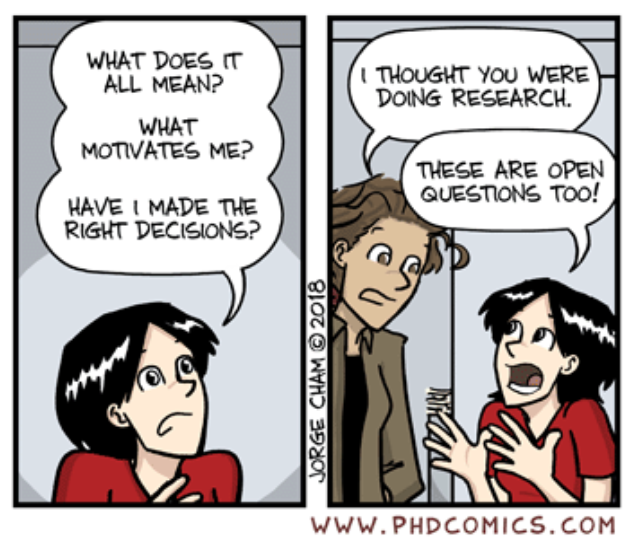 WHAT DOES IT
ALL MEAN?
WHAT
MOTIVATES ME?
HAVE I MADE THE
RIGHT DECISIONS?
I THOUGHT YOU WERE
DOING RESEARCH.
THESE ARE OPEN
QUESTIONS TOO!
JORGE CHAM © 2018
WWW.PHDCOMICS.COM